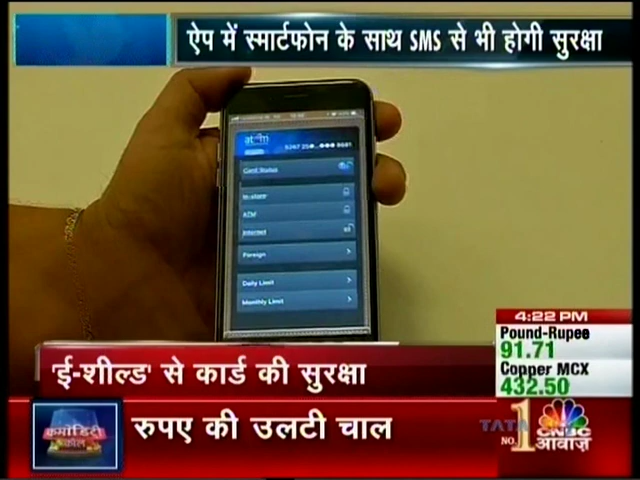 ऐप में स्मार्टफोन के साथ SMS से भी होगी सुरक्षा
atom
Card Status
In-store
ATM
Internet
Foreign
Daily Limit
Monthly Limit
4:22 PM
Pound-Rupee
91.71
Copper MCX
432.50
'ई-शील्ड' से कार्ड की सुरक्षा
कमोडिटी कॉल
रुपए की उलटी चाल
TATA
NO.1
CNBC
आवाज़